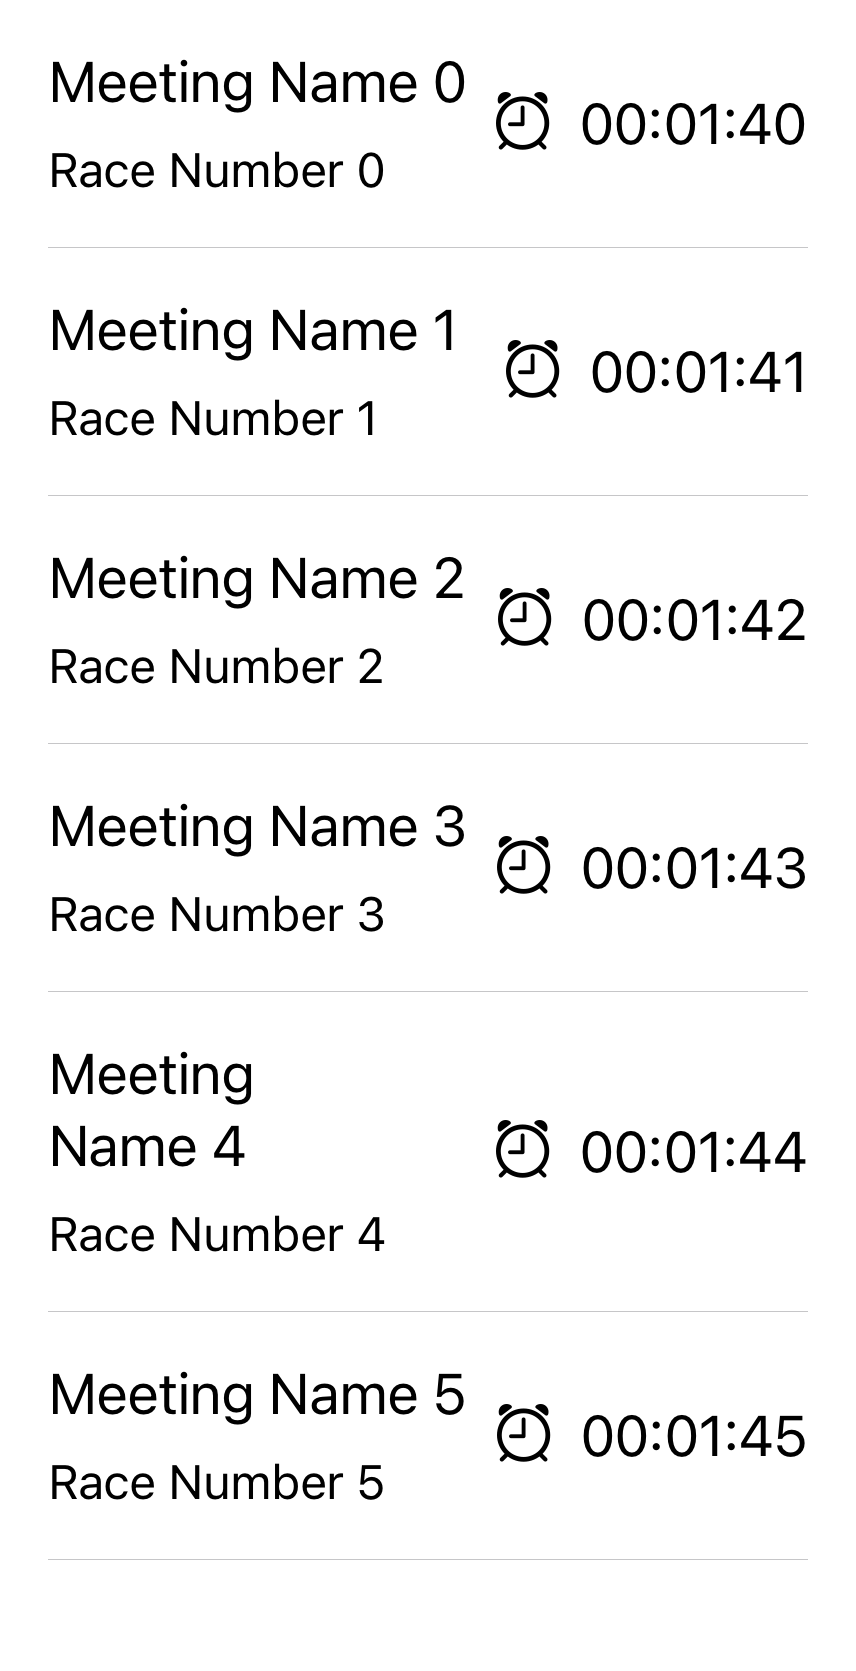 Meeting Name 0
00:01:40
Race Number 0
Meeting Name 1
00:01:41
Race Number 1
Meeting Name 2
00:01:42
Race Number 2
Meeting Name 3
00:01:43
Race Number 3
Meeting
Name 4
00:01:44
Race Number 4
Meeting Name 5
00:01:45
Race Number 5